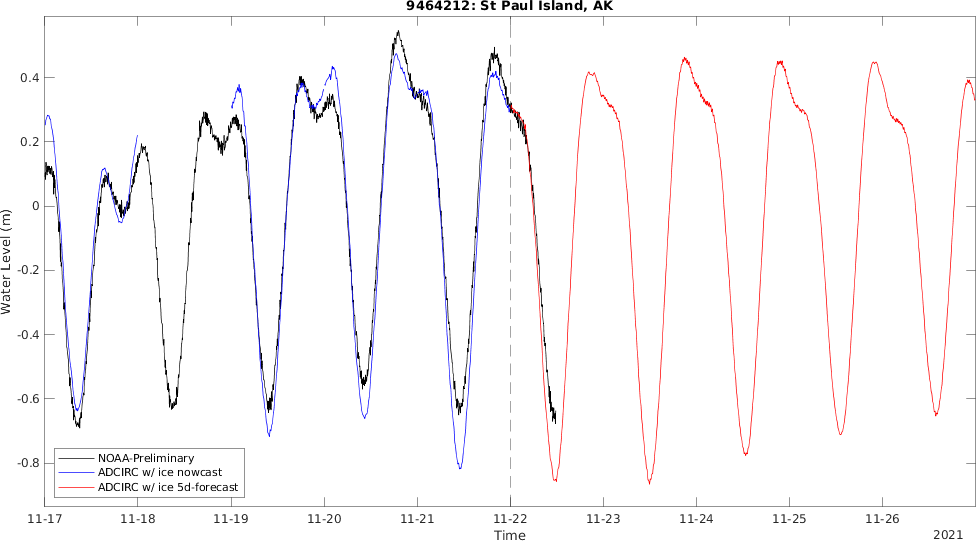 9464212: St Paul Island, AK
0.4
0.2
0
-0.2
-0.4
-0.6
-0.8
Water Level (m)
NOAA-Preliminary
ADCIRC w/ ice nowcast
ADCIRC w/ ice 5d-forecast
11-17 11-18 11-19 11-20 11-21 11-22 11-23 11-24 11-25 11-26
Time
2021